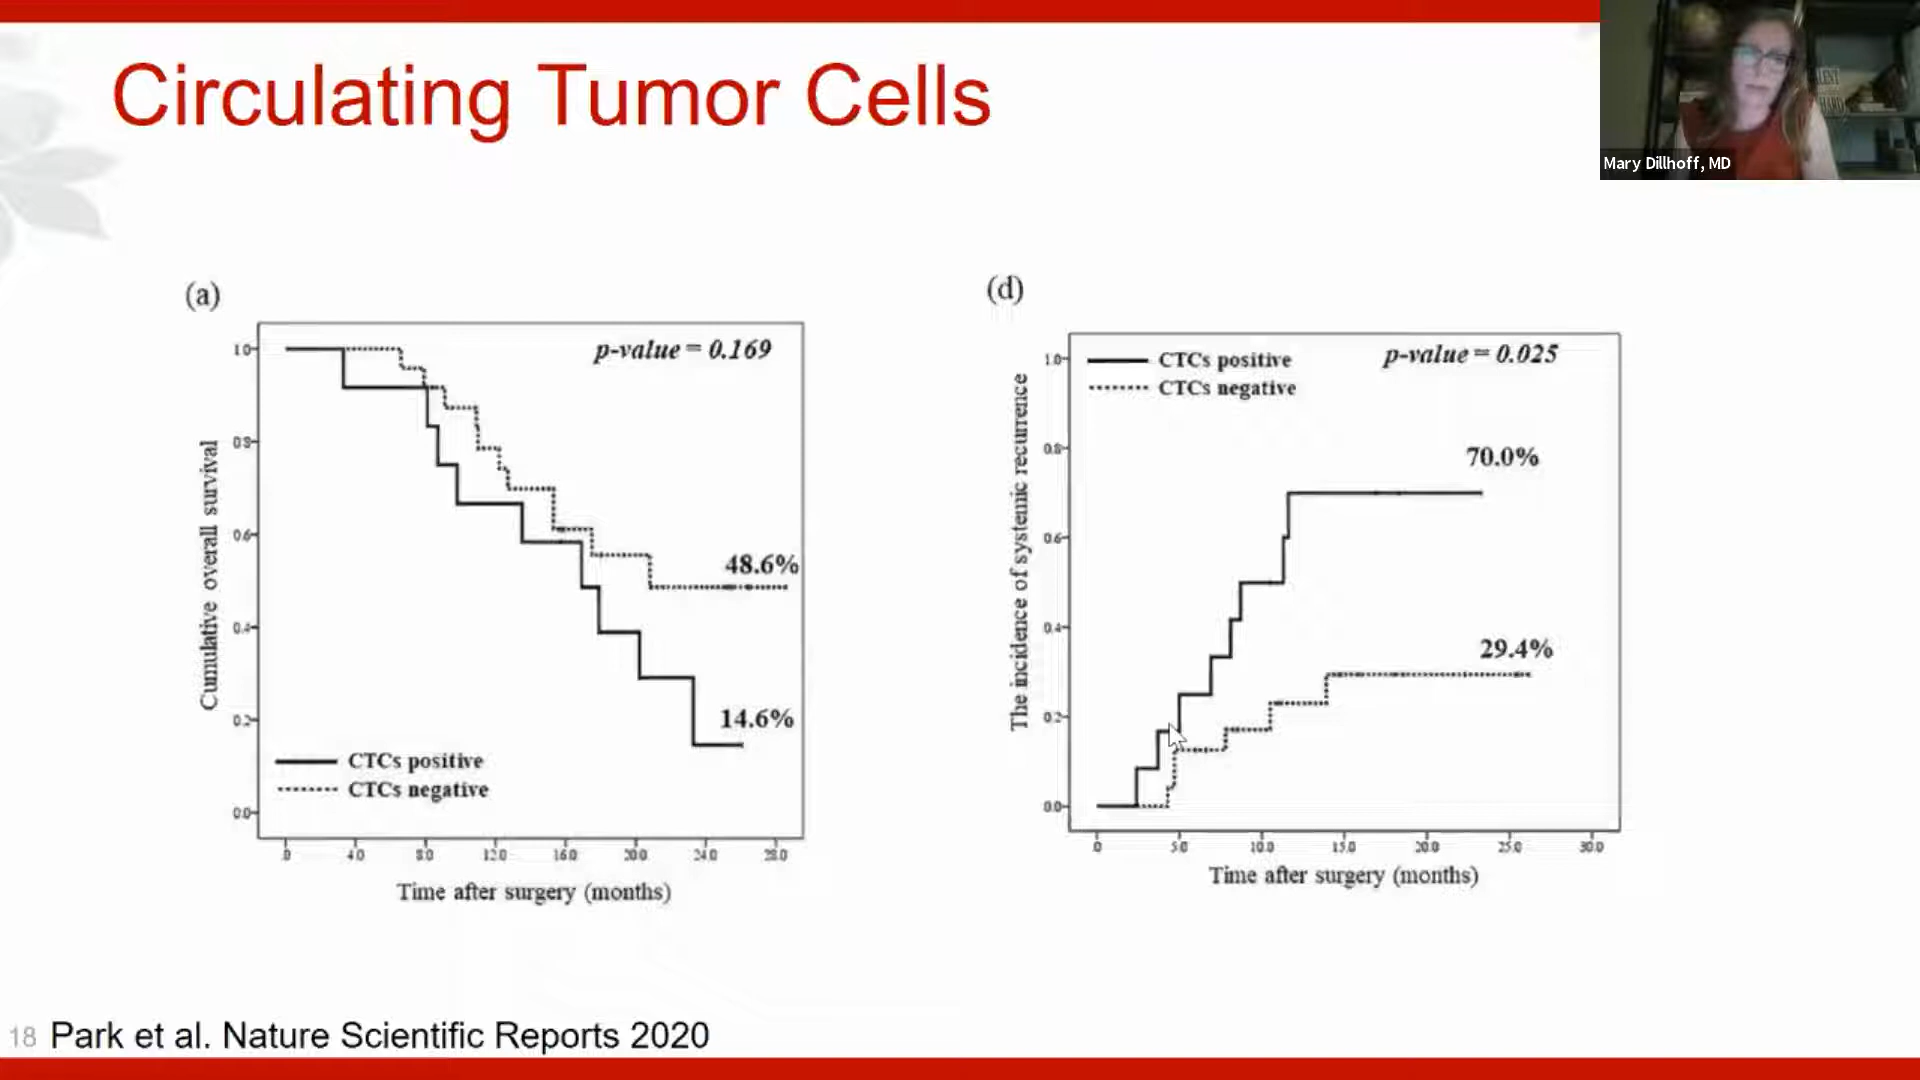 Circulating Tumor Cells
Mary Dillhoff, MD
(a)
p-value = 0.169
Cumulative overall survival
1.0
0.8
0.6
0.4
0.2
0.0
48.6%
14.6%
CTCs positive
CTCs negative
.0 4.0 8.0 12.0 16.0 20.0 24.0 28.0
Time after surgery (months)
(d)
CTCs positive
CTCs negative
p-value = 0.025
The incidence of systemic recurrence
1.0
0.8
0.6
0.4
0.2
0.0
70.0%
29.4%
.0 5.0 10.0 15.0 20.0 25.0 30.0
Time after surgery (months)
18 Park et al. Nature Scientific Reports 2020